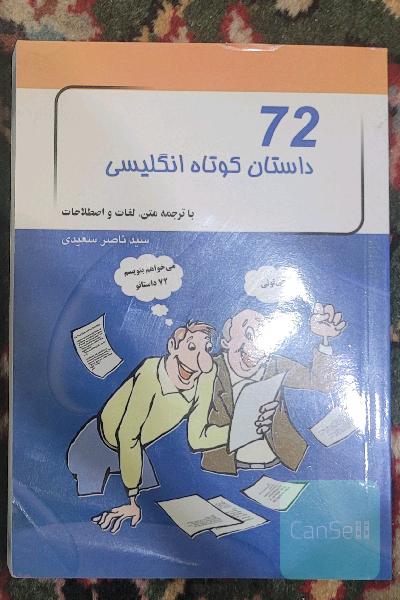 72
داستان کوتاه انگلیسی
با ترجمه متن، لغات و اصطلاحات
سید ناصر سعیدی
می‌خواهم بنویسم
۷۲ داستانو
CanSell